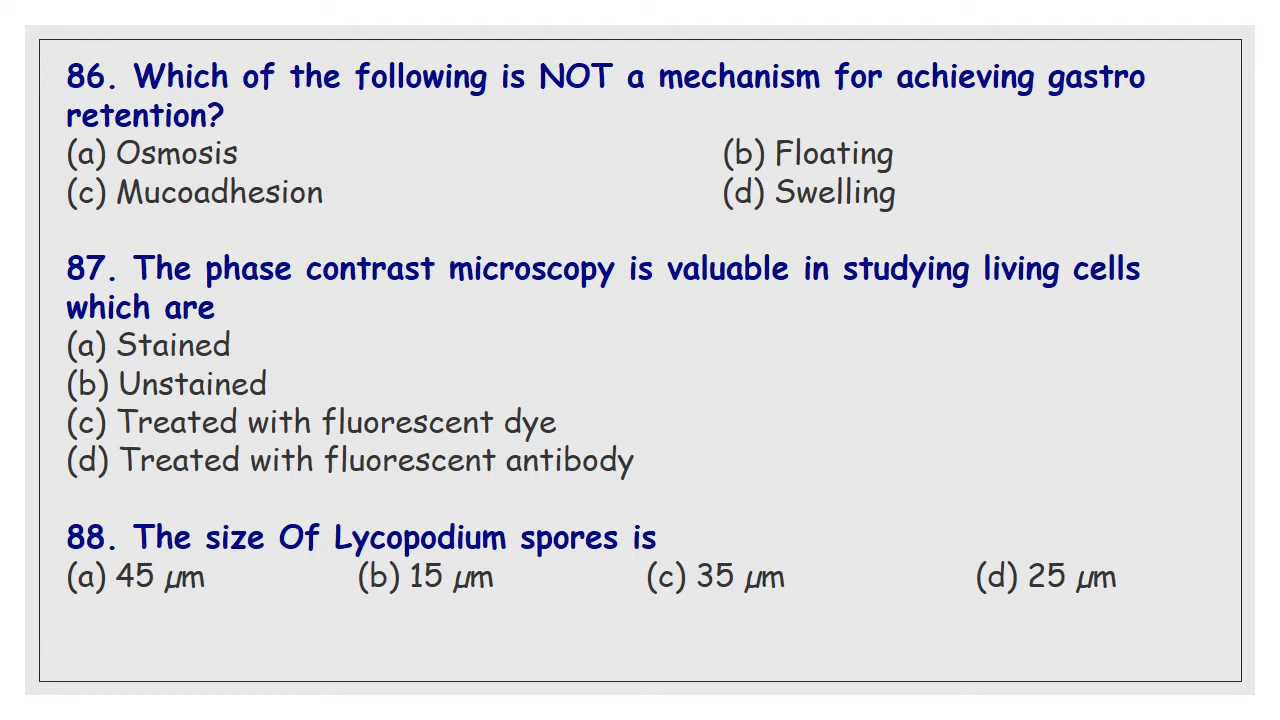 86. Which of the following is NOT a mechanism for achieving gastro
retention?
(a) Osmosis (b) Floating
(c) Mucoadhesion (d) Swelling
87. The phase contrast microscopy is valuable in studying living cells
which are
(a) Stained
(b) Unstained
(c) Treated with fluorescent dye
(d) Treated with fluorescent antibody
88. The size Of Lycopodium spores is
(a) 45 µm (b) 15 µm (c) 35 µm (d) 25 µm